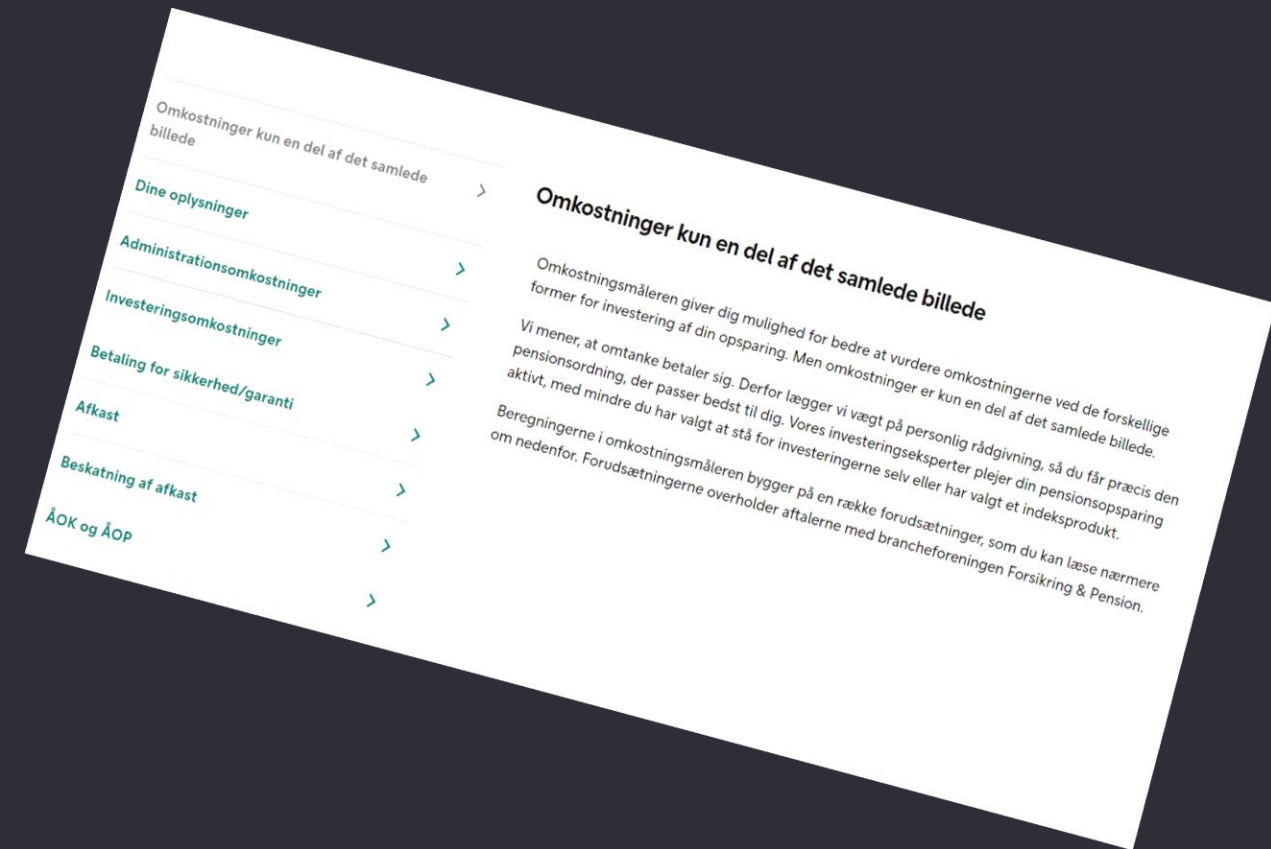 Omkostninger kun en del af det samlede
billede
Dine oplysninger
Administrationsomkostninger
Investeringsomkostninger
Betaling for sikkerhed/garanti
Afkast
Beskatning af afkast
ÅOK og ÅOP
Omkostninger kun en del af det samlede billede
Omkostningsmåleren giver dig mulighed for bedre at vurdere omkostningerne ved de forskellige
former for investering af din opsparing. Men omkostninger er kun en del af det samlede billede.
Vi mener, at omtanke betaler sig. Derfor lægger vi vægt på personlig rådgivning, så du får præcis den
pensionsordning, der passer bedst til dig. Vores investeringseksperter plejer din pensionsopsparing
aktivt, med mindre du har valgt at stå for investeringerne selv eller har valgt et indeksprodukt.
Beregningerne i omkostningsmåleren bygger på en række forudsætninger, som du kan læse nærmere
om nedenfor. Forudsætningerne overholder aftalerne med brancheforeningen Forsikring & Pension.